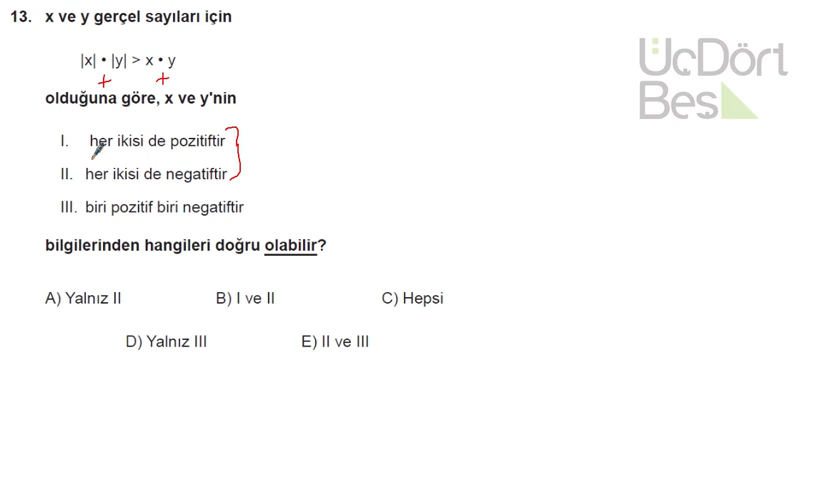 13. x ve y gerçel sayıları için
ÜçDört
Beş
|x| • |y| > x • y
+ +
olduğuna göre, x ve y'nin
I. her ikisi de pozitiftir
II. her ikisi de negatiftir
III. biri pozitif biri negatiftir
bilgilerinden hangileri doğru olabilir?
A) Yalnız II B) I ve II C) Hepsi
D) Yalnız III E) II ve III